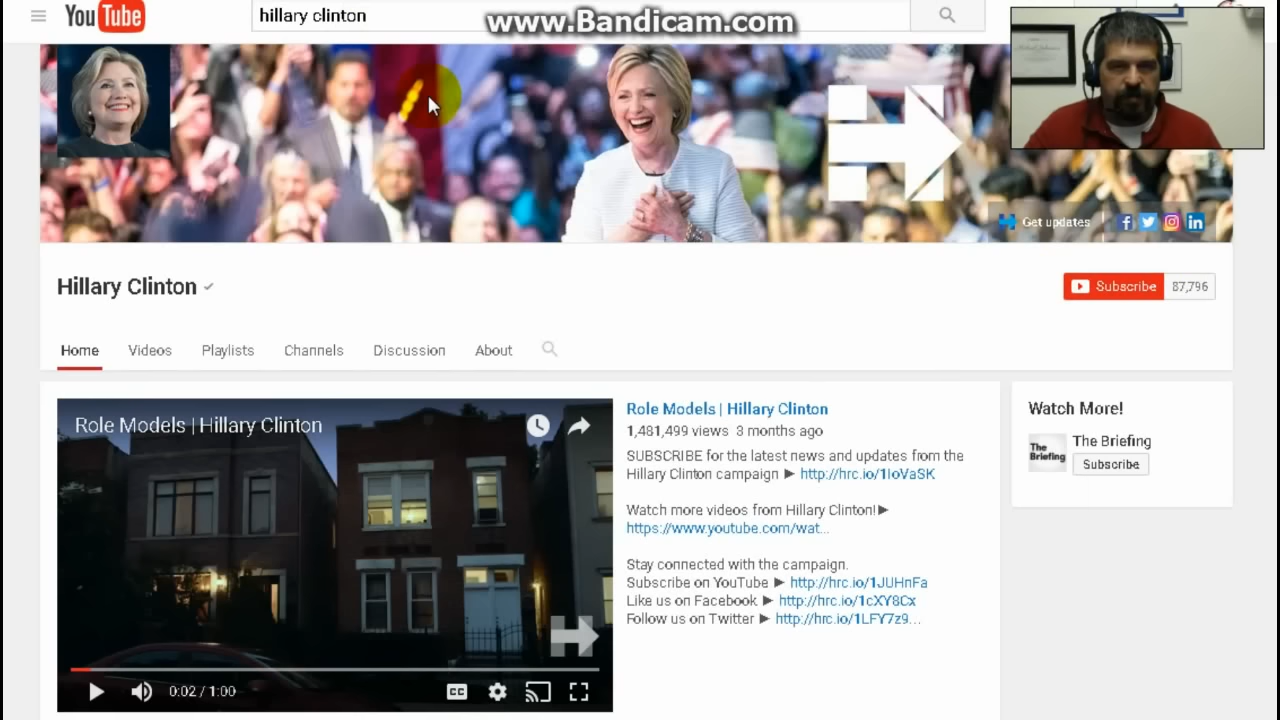 YouTube
hillary clinton
www.Bandicam.com
Get updates
Hillary Clinton
Subscribe 87,796
Home Videos Playlists Channels Discussion About
Role Models | Hillary Clinton
0:02 / 1:00
CC
Role Models | Hillary Clinton
1,481,499 views 3 months ago
SUBSCRIBE for the latest news and updates from the
Hillary Clinton campaign ► http://hrc.io/1IoVaSK
Watch more videos from Hillary Clinton!►
https://www.youtube.com/wat...
Stay connected with the campaign.
Subscribe on YouTube ► http://hrc.io/1JUHnFa
Like us on Facebook ► http://hrc.io/1cXY8Cx
Follow us on Twitter ► http://hrc.io/1LFY7z9...
Watch More!
The
Briefing
The Briefing
Subscribe